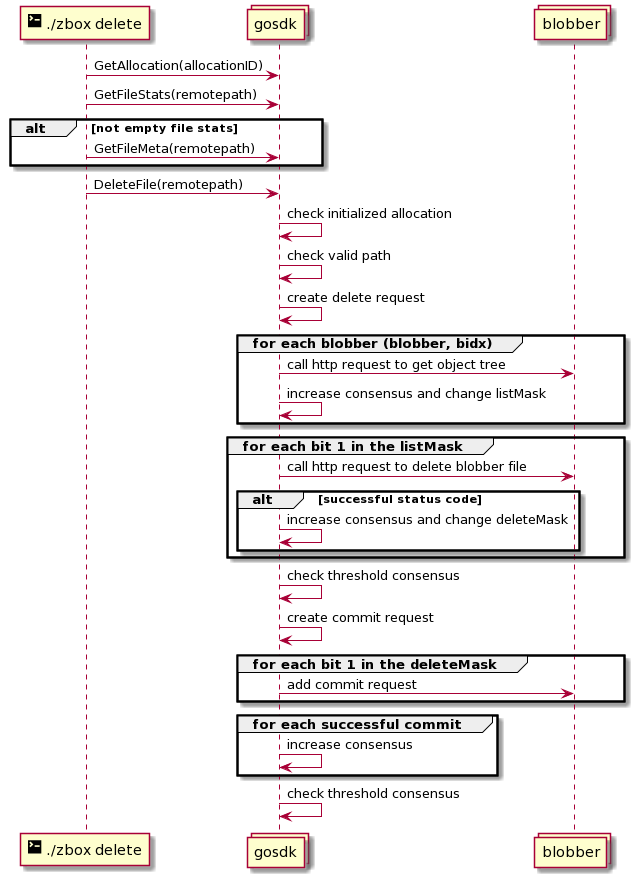 ./zbox delete
gosdk
blobber
GetAllocation(allocationID)
GetFileStats(remotepath)
alt [not empty file stats]
GetFileMeta(remotepath)
DeleteFile(remotepath)
check initialized allocation
check valid path
create delete request
for each blobber (blobber, bidx)
call http request to get object tree
increase consensus and change listMask
for each bit 1 in the listMask
call http request to delete blobber file
alt [successful status code]
increase consensus and change deleteMask
check threshold consensus
create commit request
for each bit 1 in the deleteMask
add commit request
for each successful commit
increase consensus
check threshold consensus
./zbox delete
gosdk
blobber